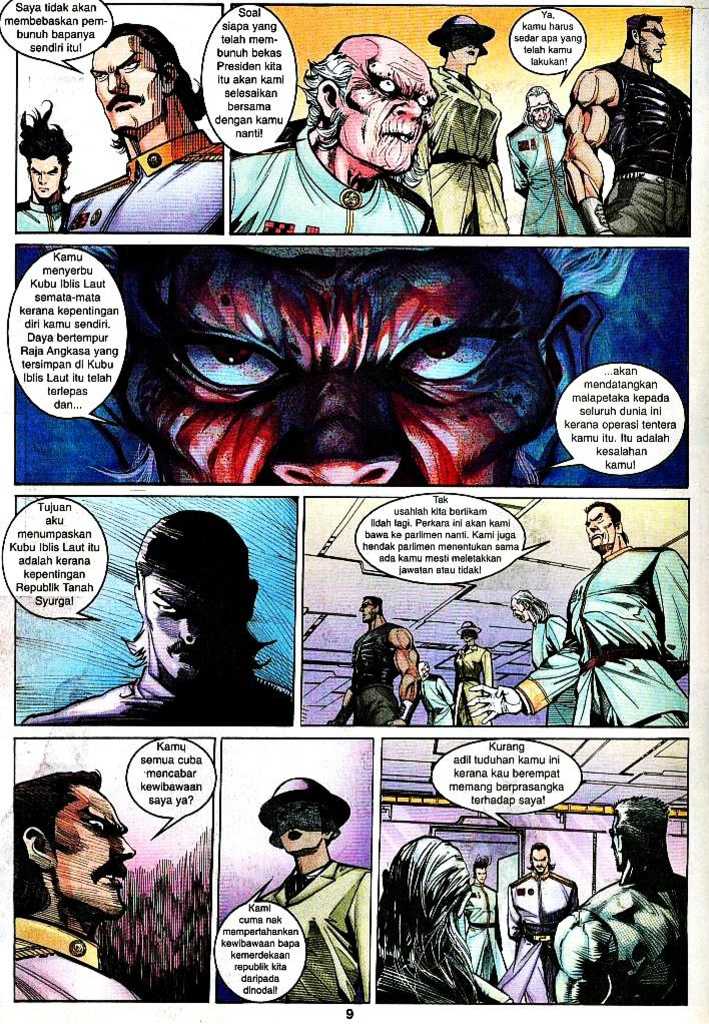 Saya tidak akan
membebaskan pem-
bunuh bapanya
sendiri itu!
Soal
siapa yang
telah mem-
bunuh bekas
Presiden kita
itu akan kami
selesaikan
bersama
dengan kamu
nanti!
Ya,
kamu harus
sedar apa yang
telah kamu
lakukan!
Kamu
menyerbu
Kubu Iblis Laut
semata-mata
kerana kepentingan
diri kamu sendiri.
Daya bertempur
Raja Angkasa yang
tersimpan di Kubu
Iblis Laut itu telah
terlepas
dan...
...akan
mendatangkan
malapetaka kepada
seluruh dunia ini
kerana operasi tentera
kamu itu. Itu adalah
kesalahan
kamu!
Tujuan
aku
menumpaskan
Kubu Iblis Laut itu
adalah kerana
kepentingan
Republik Tanah
Syurga!
Tak
usahlah kita bertikam
lidah lagi. Perkara ini akan kami
bawa ke parlimen nanti. Kami juga
hendak parlimen menentukan sama
ada kamu mesti meletakkan
jawatan atau tidak!
Kamu
semua cuba
mencabar
kewibawaan
saya ya?
Kami
cuma nak
mempertahankan
kewibawaan bapa
kemerdekaan
republik kita
daripada
dinodai!
Kurang
adil tuduhan kamu ini
kerana kau berempat
memang berprasangka
terhadap saya!
9